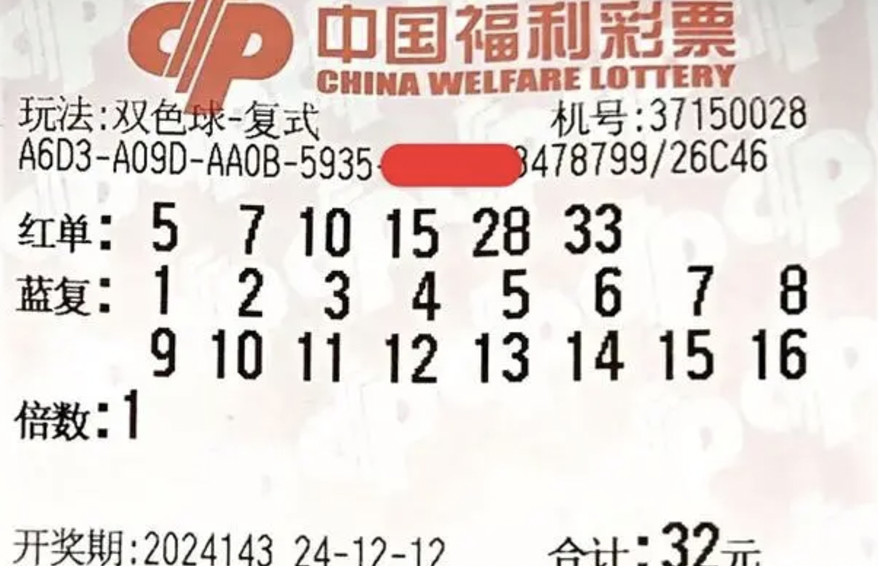 中国福利彩票
CHINA WELFARE LOTTERY
玩法:双色球-复式 机号:37150028
A6D3-A09D-AA0B-5935- 478799/26C46
红单: 5 7 10 15 28 33
蓝复: 1 2 3 4 5 6 7 8
9 10 11 12 13 14 15 16
倍数:1
开奖期:2024143 24-12-12 合计:32元